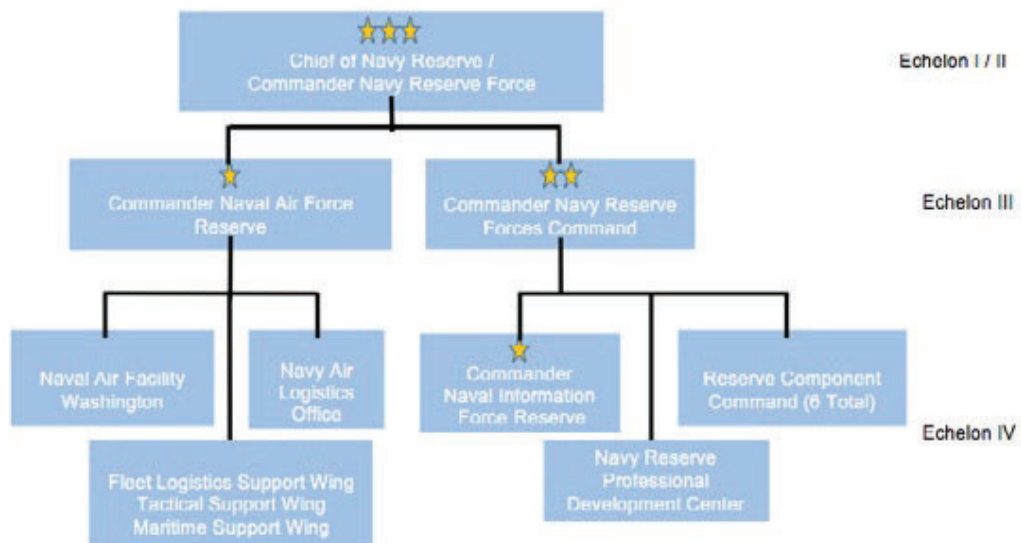 Chief of Navy Reserve /
Commander Navy Reserve Force
Echelon I / II
Commander Naval Air Force
Reserve
Commander Navy Reserve
Forces Command
Echelon III
Naval Air Facility
Washington
Navy Air
Logistics
Office
Commander
Naval Information
Force Reserve
Reserve Component
Command (6 Total)
Echelon IV
Fleet Logistics Support Wing
Tactical Support Wing
Maritime Support Wing
Navy Reserve
Professional
Development Center